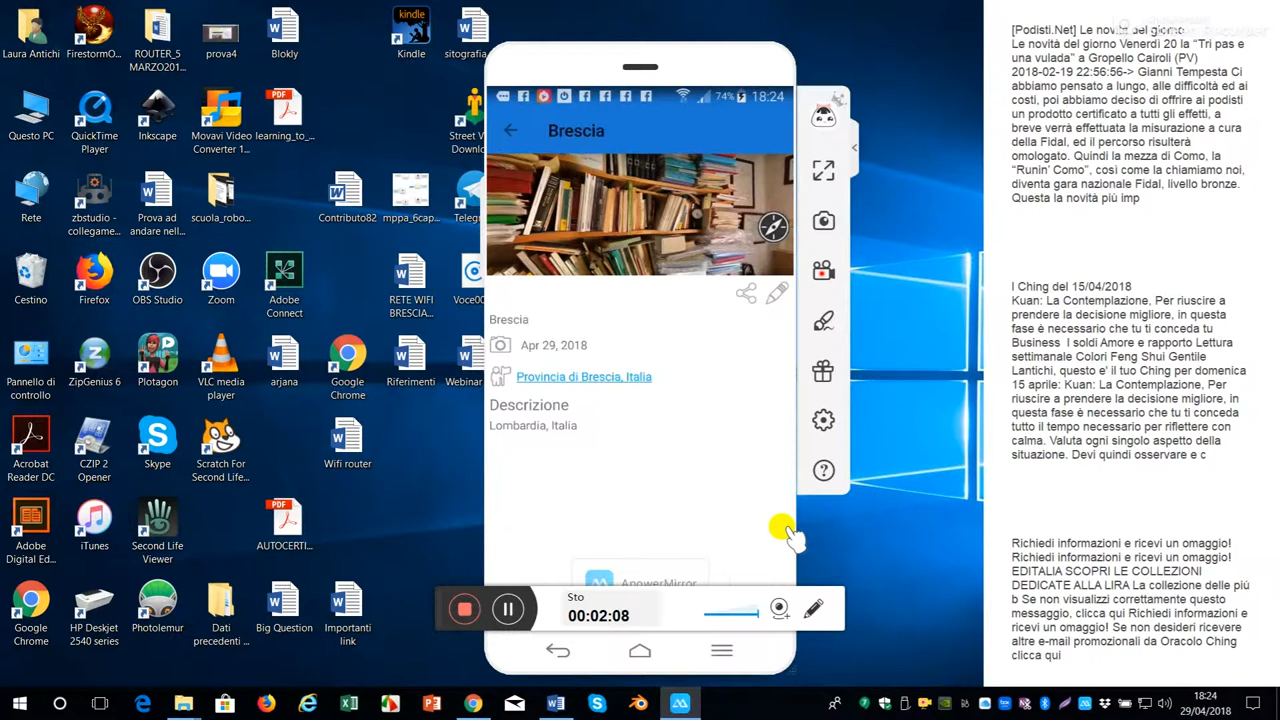 Laura Antichi
FirestormO...
ROUTER_5
MARZO201...
prova4
Blokly
Kindle
sitografia
kindle
Questo PC
QuickTime
Player
Inkscape
Movavi Video
Converter 1...
PDF
learning_to_...
Street V
Downlo
Rete
zbstudio -
collegame...
Prova ad
andare nell...
scuola_robo...
Contributo82
mppa_6cap...
Telegr
Cestino
Firefox
OBS Studio
Zoom
Adobe
Connect
RETE WIFI
BRESCIA...
Voce00
Pannello di
controllo
ZipGenius 6
Plotagon
VLC media
player
arjana
Google
Chrome
Riferimenti
Webinar
Acrobat
Reader DC
CZIP 2
Opener
Skype
Scratch For
Second Life...
Wifi router
Adobe
Digital Ed...
iTunes
Second Life
Viewer
PDF
AUTOCERTI...
Google
Chrome
HP Deskjet
2540 series
Photolemur
Dati
precedenti ...
Big Question
Importanti
link
74% 18:24
Brescia
Brescia
Apr 29, 2018
Provincia di Brescia, Italia
Descrizione
Lombardia, Italia
ApowerMirror
Sto
00:02:08
[Podisti.Net] Le novità del giorno
Le novità del giorno Venerdì 20 la “Tri pas e
una vulada” a Gropello Cairoli (PV)
2018-02-19 22:56:56-> Gianni Tempesta Ci
abbiamo pensato a lungo, alle difficoltà ed ai
costi, poi abbiamo deciso di offrire ai podisti
un prodotto certificato a tutti gli effetti, a
breve verrà effettuata la misurazione a cura
della Fidal, ed il percorso risulterà
omologato. Quindi la mezza di Como, la
“Runin’ Como”, così come la chiamiamo noi,
diventa gara nazionale Fidal, livello bronze.
Questa la novità più imp
I Ching del 15/04/2018
Kuan: La Contemplazione, Per riuscire a
prendere la decisione migliore, in questa
fase è necessario che tu ti conceda tu
Business I soldi Amore e rapporto Lettura
settimanale Colori Feng Shui Gentile
Lantichi, questo e' il tuo Ching per domenica
15 aprile: Kuan: La Contemplazione, Per
riuscire a prendere la decisione migliore, in
questa fase è necessario che tu ti conceda
tutto il tempo necessario per riflettere con
calma. Valuta ogni singolo aspetto della
situazione. Devi quindi osservare e c
Richiedi informazioni e ricevi un omaggio!
Richiedi informazioni e ricevi un omaggio!
EDITALIA SCOPRI LE COLLEZIONI
DEDICATE ALLA LIRA La collezione delle più
b Se non visualizzi correttamente questo
messaggio, clicca qui Richiedi informazioni e
ricevi un omaggio! Se non desideri ricevere
altre e-mail promozionali da Oracolo Ching
clicca qui
18:24
29/04/2018